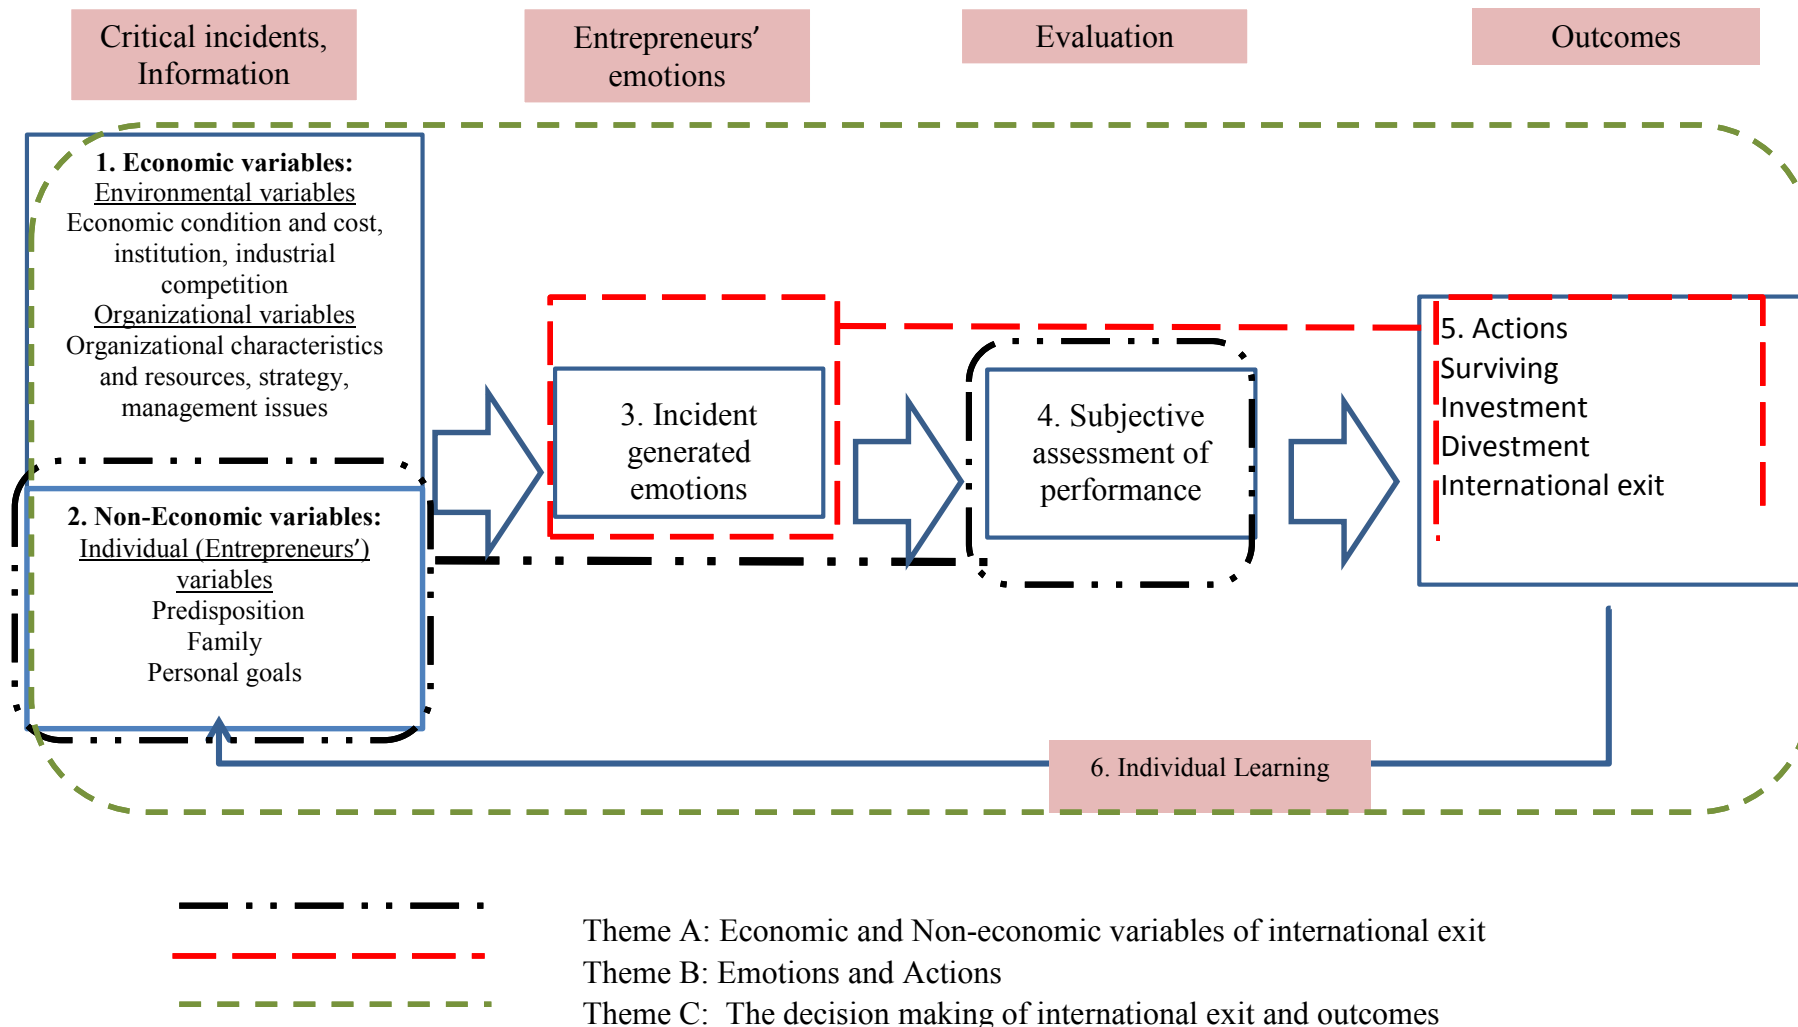 Critical incidents,
Information
Entrepreneurs’
emotions
Evaluation
Outcomes
1. Economic variables:
Environmental variables
Economic condition and cost,
institution, industrial
competition
Organizational variables
Organizational characteristics
and resources, strategy,
management issues
2. Non-Economic variables:
Individual (Entrepreneurs’)
variables
Predisposition
Family
Personal goals
3. Incident
generated
emotions
4. Subjective
assessment of
performance
5. Actions
Surviving
Investment
Divestment
International exit
6. Individual Learning
Theme A: Economic and Non-economic variables of international exit
Theme B: Emotions and Actions
Theme C:  The decision making of international exit and outcomes